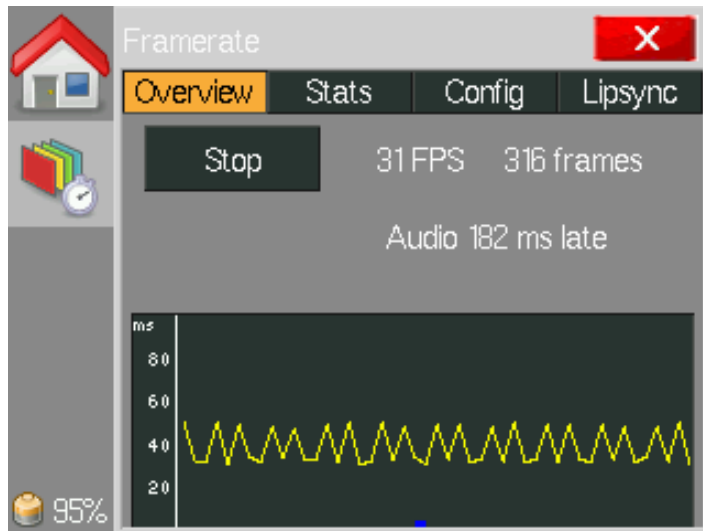 Framerate
X
Overview Stats Config Lipsync
Stop 31 FPS 316 frames
Audio 182 ms late
ms
80
60
40
20
95%